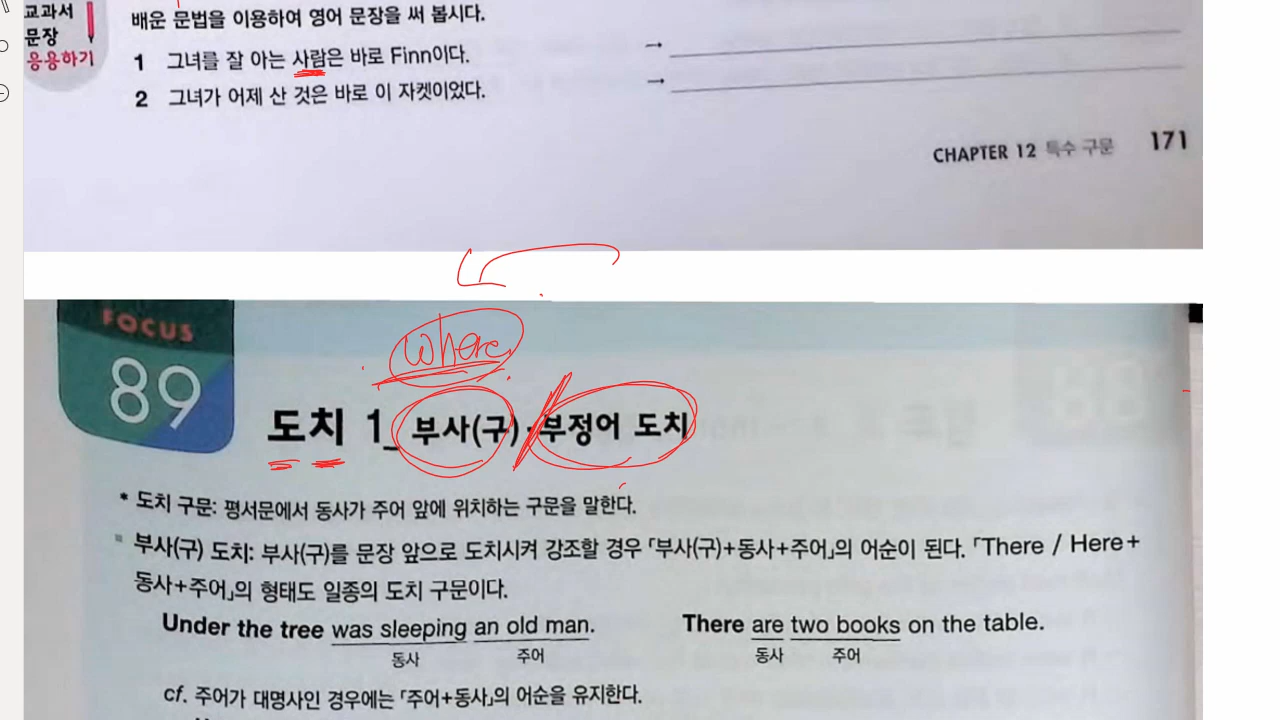 교과서
문장
응용하기
배운 문법을 이용하여 영어 문장을 써 봅시다.
1 그녀를 잘 아는 사람은 바로 Finn이다. →
2 그녀가 어제 산 것은 바로 이 자켓이었다. →
CHAPTER 12 특수 구문 171
FOCUS
89
where
도치 1_ 부사(구)·부정어 도치
* 도치 구문: 평서문에서 동사가 주어 앞에 위치하는 구문을 말한다.
부사(구) 도치: 부사(구)를 문장 앞으로 도치시켜 강조할 경우 「부사(구)+동사+주어」의 어순이 된다. 「There / Here+
동사+주어」의 형태도 일종의 도치 구문이다.
Under the tree was sleeping an old man. There are two books on the table.
동사 주어 동사 주어
cf. 주어가 대명사인 경우에는 「주어+동사」의 어순을 유지한다.